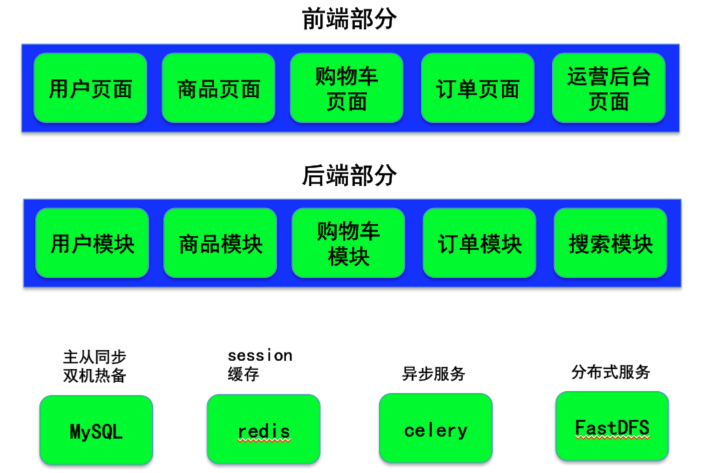 前端部分
用户页面
商品页面
购物车
页面
订单页面
运营后台
页面
后端部分
用户模块
商品模块
购物车
模块
订单模块
搜索模块
主从同步
双机热备
MySQL
session
缓存
redis
异步服务
celery
分布式服务
FastDFS